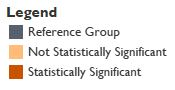 Legend
Reference Group
Not Statistically Significant
Statistically Significant